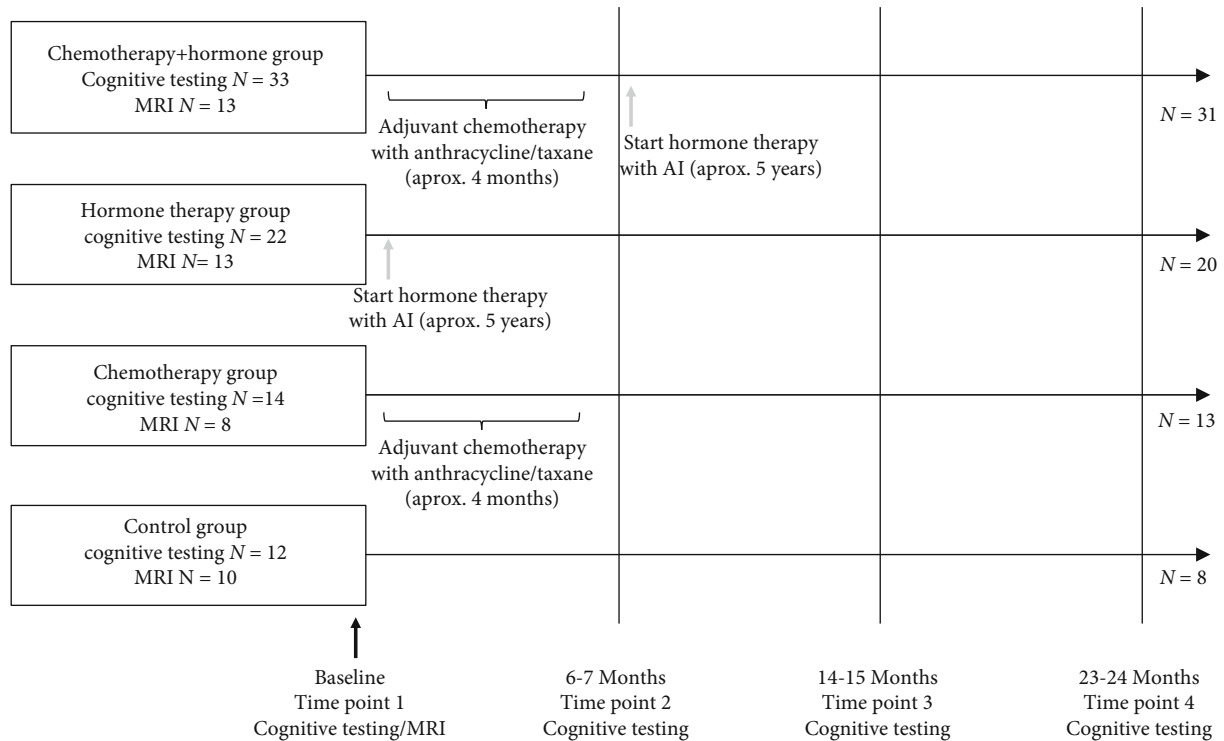 Chemotherapy+hormone group
Cognitive testing N = 33
MRI N = 13
Adjuvant chemotherapy
with anthracycline/taxane
(aprox. 4 months)
Start hormone therapy
with AI (aprox. 5 years)
N = 31
Hormone therapy group
cognitive testing N = 22
MRI N= 13
Start hormone therapy
with AI (aprox. 5 years)
N = 20
Chemotherapy group
cognitive testing N =14
MRI N = 8
Adjuvant chemotherapy
with anthracycline/taxane
(aprox. 4 months)
N = 13
Control group
cognitive testing N = 12
MRI N = 10
N = 8
Baseline
Time point 1
Cognitive testing/MRI
6-7 Months
Time point 2
Cognitive testing
14-15 Months
Time point 3
Cognitive testing
23-24 Months
Time point 4
Cognitive testing